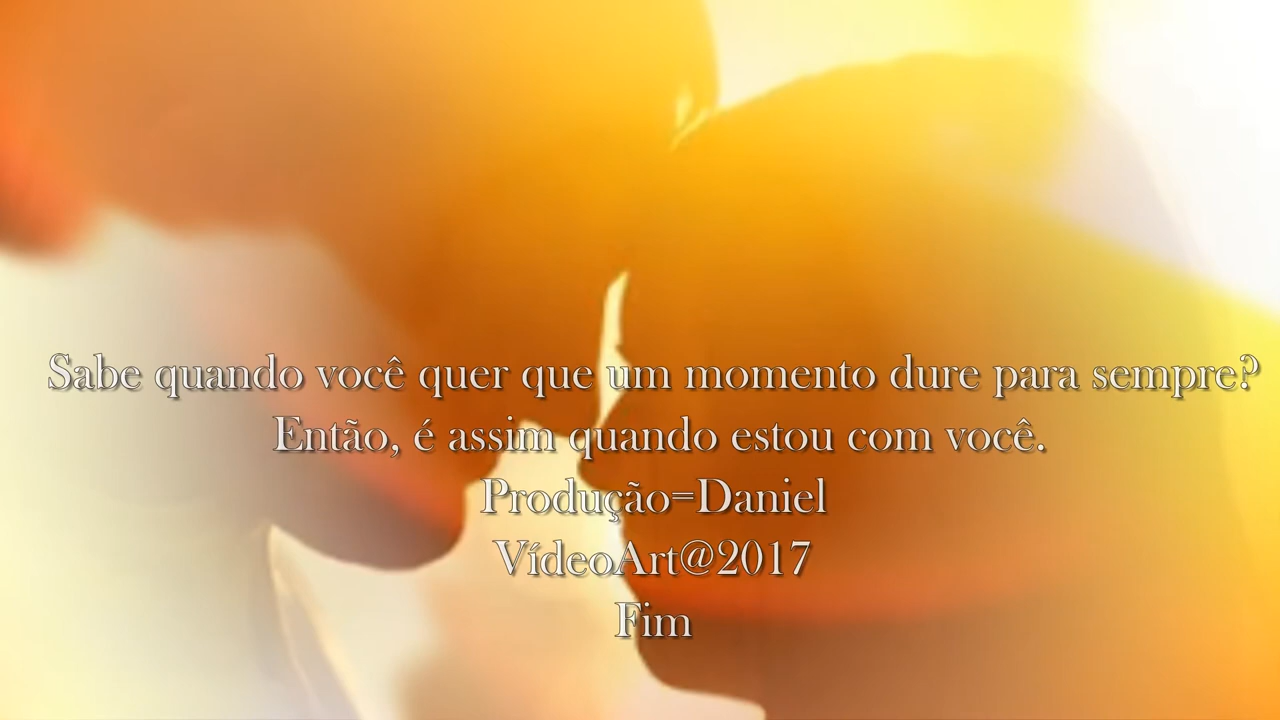 Sabe quando você quer que um momento dure para sempre?
Então, é assim quando estou com você.
Produção=Daniel
VídeoArt@2017
Fim